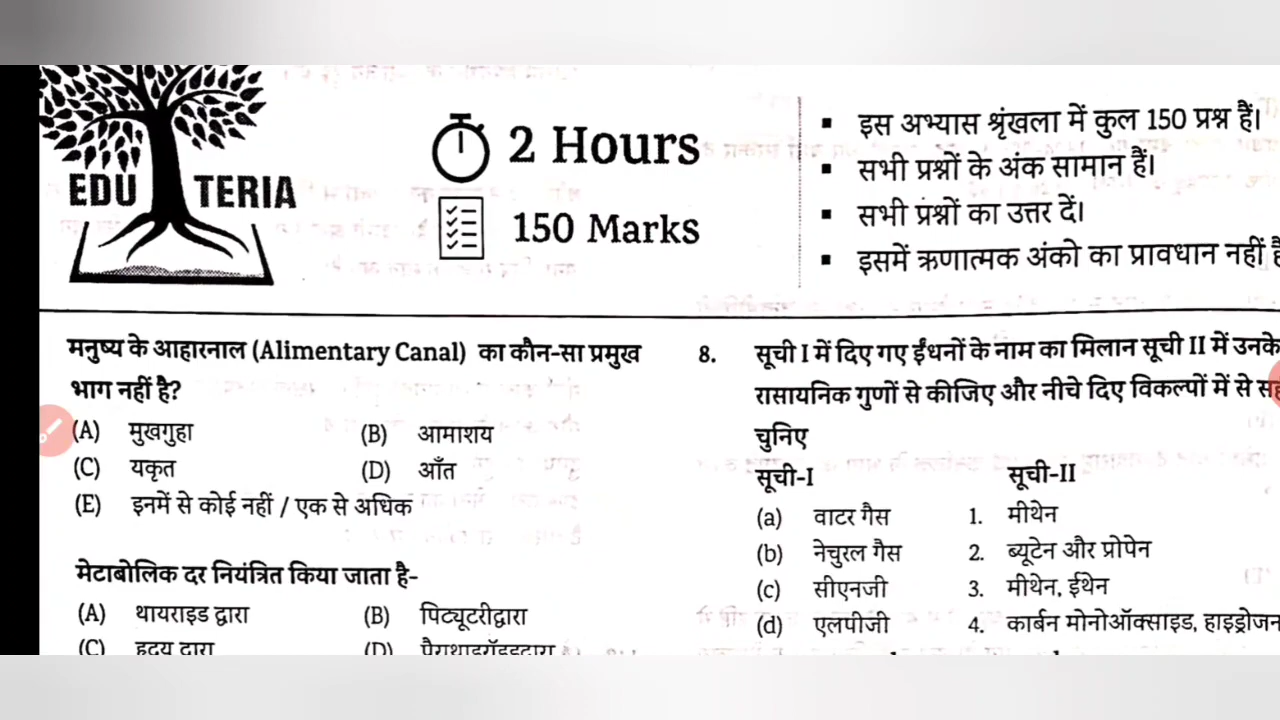 EDU TERIA
2 Hours
150 Marks
▪ इस अभ्यास श्रृंखला में कुल 150 प्रश्न हैं।
▪ सभी प्रश्नों के अंक सामान हैं।
▪ सभी प्रश्नों का उत्तर दें।
▪ इसमें ऋणात्मक अंको का प्रावधान नहीं
मनुष्य के आहारनाल (Alimentary Canal) का कौन-सा प्रमुख
भाग नहीं है?
(A) मुखगुहा (B) आमाशय
(C) यकृत (D) आँत
(E) इनमें से कोई नहीं / एक से अधिक
मेटाबोलिक दर नियंत्रित किया जाता है-
(A) थायराइड द्वारा (B) पिट्यूटरीद्वारा
(C) हृदय द्वारा (D) पैराथाइरॉइडद्वारा
8. सूची I में दिए गए ईंधनों के नाम का मिलान सूची II में उनके
रासायनिक गुणों से कीजिए और नीचे दिए विकल्पों में से
चुनिए
सूची-I सूची-II
(a) वाटर गैस 1. मीथेन
(b) नेचुरल गैस 2. ब्यूटेन और प्रोपेन
(c) सीएनजी 3. मीथेन, ईथेन
(d) एलपीजी 4. कार्बन मोनोऑक्साइड, हाइड्रोजन